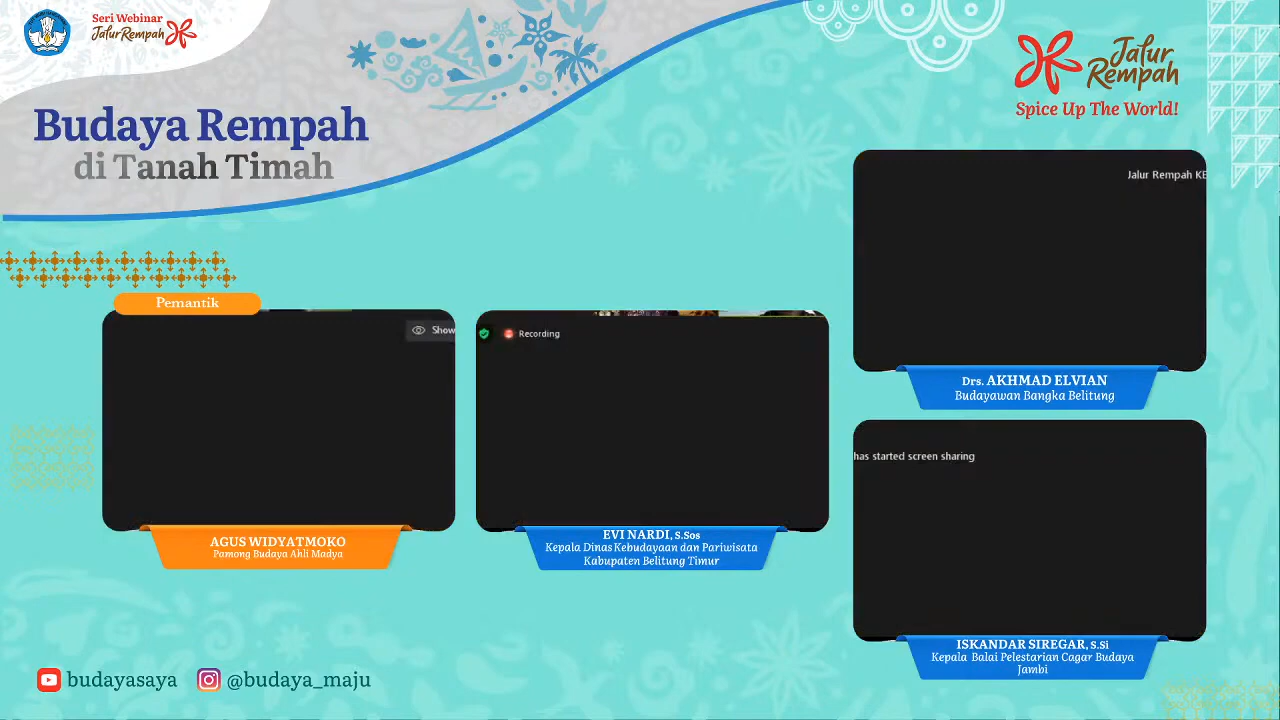 Seri Webinar
Jalur Rempah
Jalur
Rempah
Spice Up The World!
Budaya Rempah
di Tanah Timah
Jalur Rempah KE
Pemantik
Show
Recording
Drs. AKHMAD ELVIAN
Budayawan Bangka Belitung
has started screen sharing
AGUS WIDYATMOKO
Pamong Budaya Ahli Madya
EVI NARDI, S.Sos
Kepala Dinas Kebudayaan dan Pariwisata
Kabupaten Belitung Timur
ISKANDAR SIREGAR, S.Si
Kepala Balai Pelestarian Cagar Budaya
Jambi
budayasaya
@budaya_maju